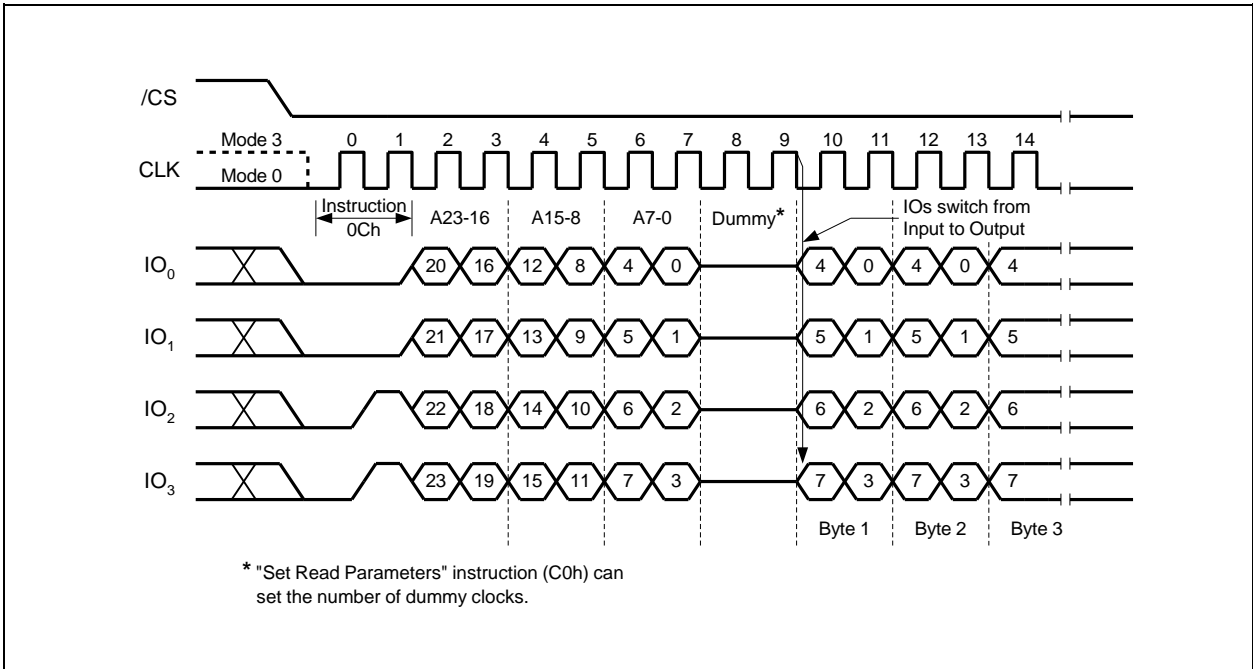 /CS
Mode 3 0 1 2 3 4 5 6 7 8 9 10 11 12 13 14
CLK Mode 0
Instruction
0Ch
A23-16 A15-8 A7-0 Dummy*
IOs switch from
Input to Output
IO0 20 16 12 8 4 0 4 0 4 0 4
IO1 21 17 13 9 5 1 5 1 5 1 5
IO2 22 18 14 10 6 2 6 2 6 2 6
IO3 23 19 15 11 7 3 7 3 7 3 7
Byte 1 Byte 2 Byte 3
* "Set Read Parameters" instruction (C0h) can
set the number of dummy clocks.